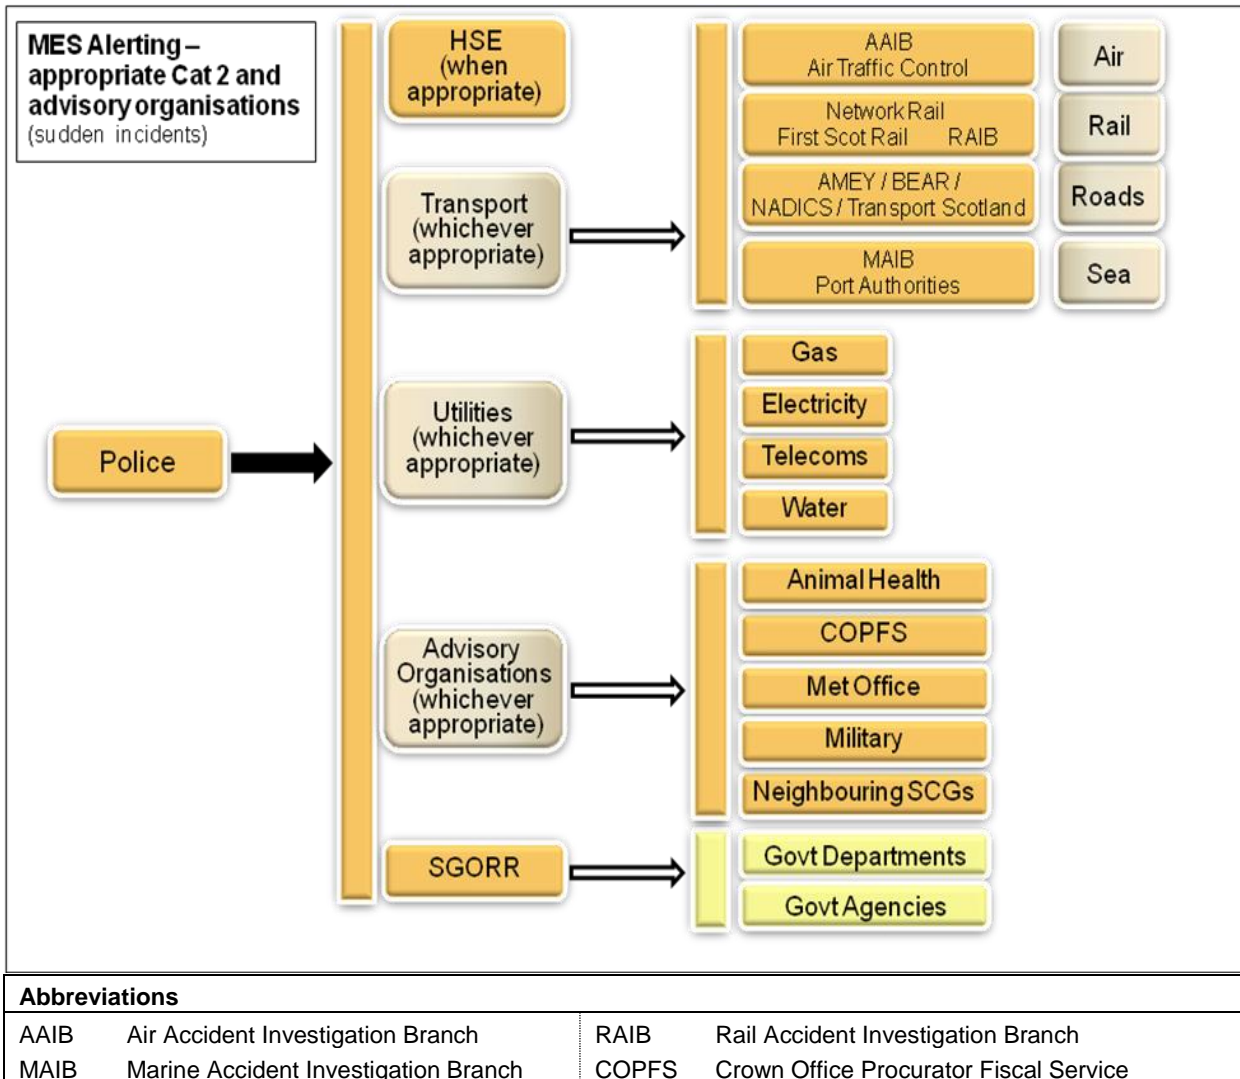 MES Alerting –
appropriate Cat 2 and
advisory organisations
(sudden incidents)
HSE
(when
appropriate)
AAIB
Air Traffic Control
Air
Network Rail
First Scot Rail RAIB
Rail
Transport
(whichever
appropriate)
AMEY / BEAR /
NADICS / Transport Scotland
Roads
MAIB
Port Authorities
Sea
Police
Utilities
(whichever
appropriate)
Gas
Electricity
Telecoms
Water
Advisory
Organisations
(whichever
appropriate)
Animal Health
COPFS
Met Office
Military
Neighbouring SCGs
SGORR
Govt Departments
Govt Agencies
Abbreviations
AAIB Air Accident Investigation Branch RAIB Rail Accident Investigation Branch
MAIB Marine Accident Investigation Branch COPFS Crown Office Procurator Fiscal Service